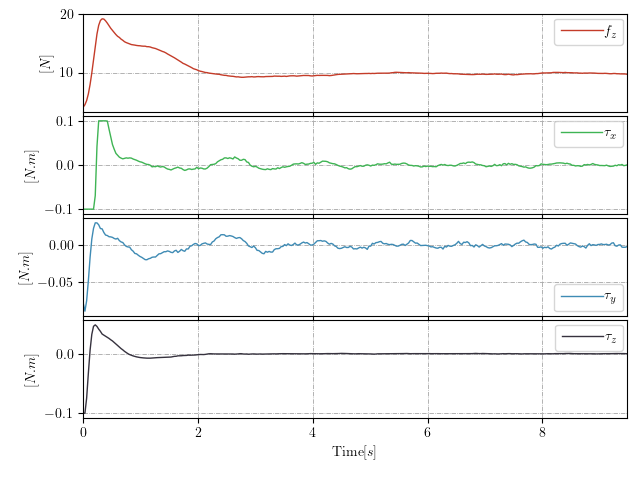 20
10
[N]
f_z
0.1
0.0
−0.1
[N.m]
τ_x
0.00
−0.05
[N.m]
τ_y
0.0
−0.1
[N.m]
τ_z
0 2 4 6 8
Time[s]